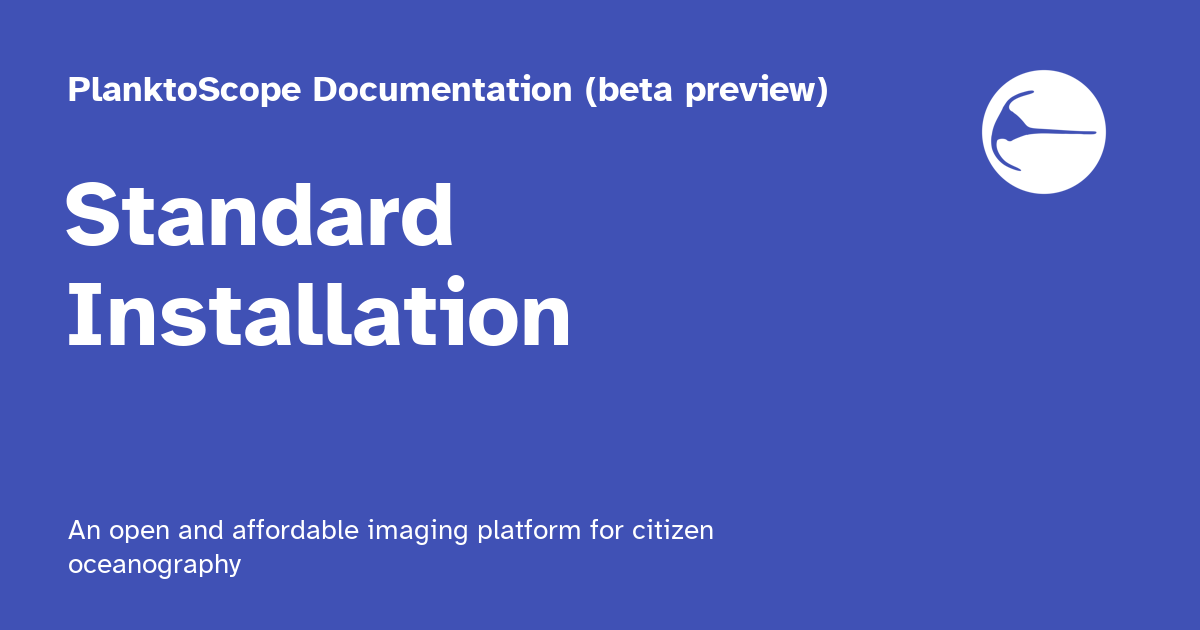 PlanktoScope Documentation (beta preview)
Standard
Installation
An open and affordable imaging platform for citizen
oceanography